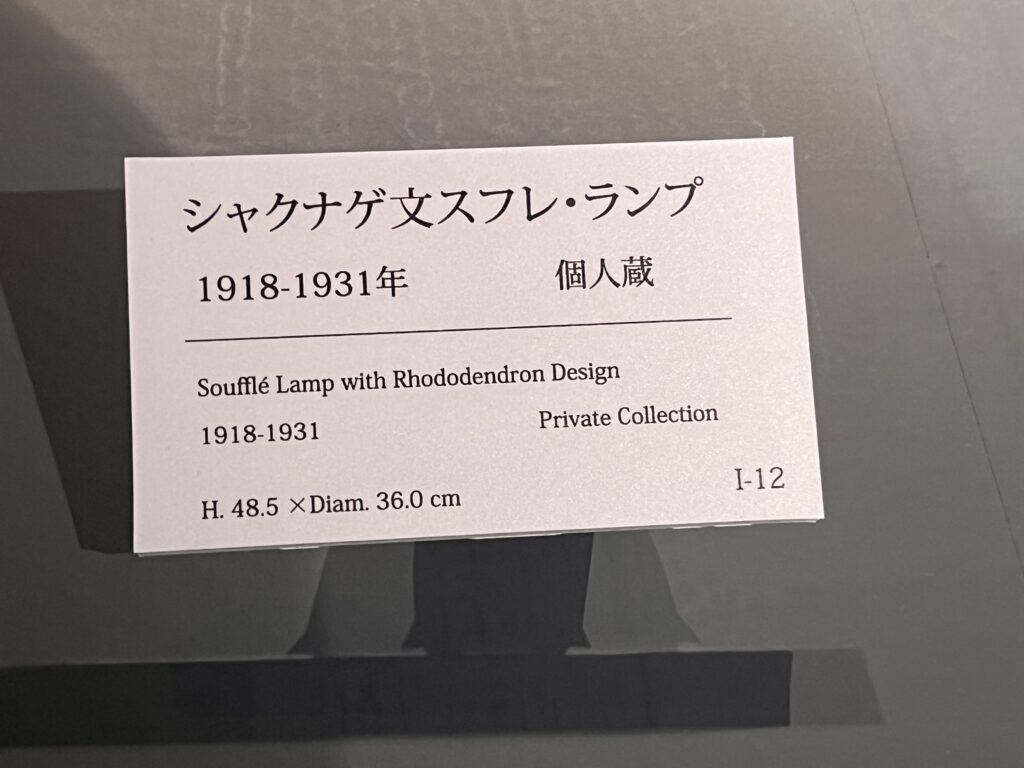 シャクナゲ文スフレ・ランプ
1918-1931年 個人蔵
Soufflé Lamp with Rhododendron Design
1918-1931 Private Collection
I-12
H. 48.5 ×Diam. 36.0 cm